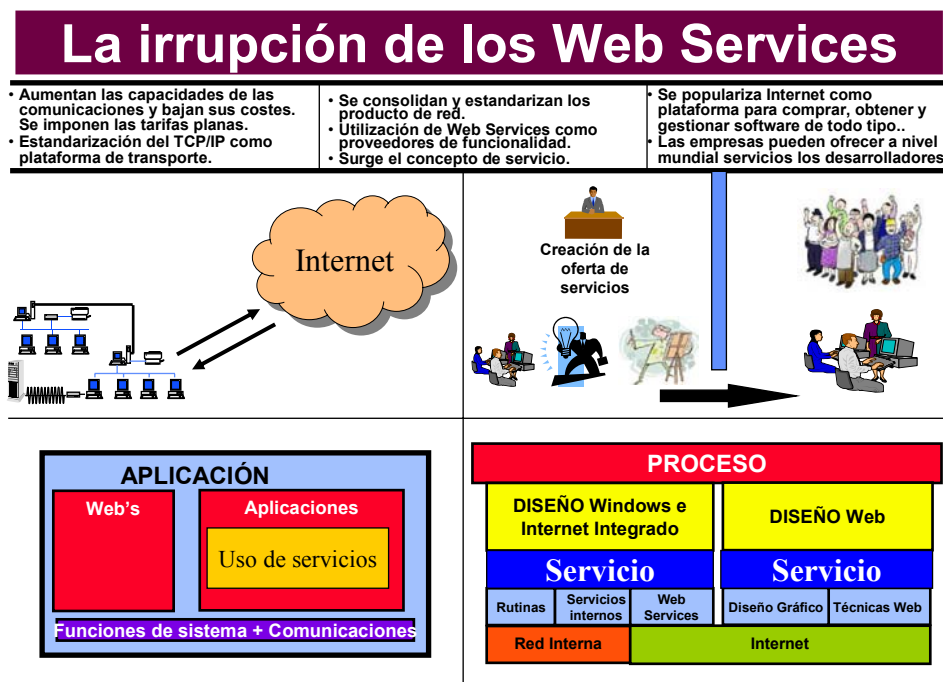 La irrupción de los Web Services
• Aumentan las capacidades de las
comunicaciones y bajan sus costes.
Se imponen las tarifas planas.
• Estandarización del TCP/IP como
plataforma de transporte.
• Se consolidan y estandarizan los
producto de red.
• Utilización de Web Services como
proveedores de funcionalidad.
• Surge el concepto de servicio.
• Se populariza Internet como
plataforma para comprar, obtener y
gestionar software de todo tipo..
• Las empresas pueden ofrecer a nivel
mundial servicios los desarrolladores
Internet
Creación de la
oferta de
servicios
APLICACIÓN
Web's
Aplicaciones
Uso de servicios
Funciones de sistema + Comunicaciones
PROCESO
DISEÑO Windows e
Internet Integrado
DISEÑO Web
Servicio
Servicio
Rutinas
Servicios
internos
Web
Services
Diseño Gráfico
Técnicas Web
Red Interna
Internet